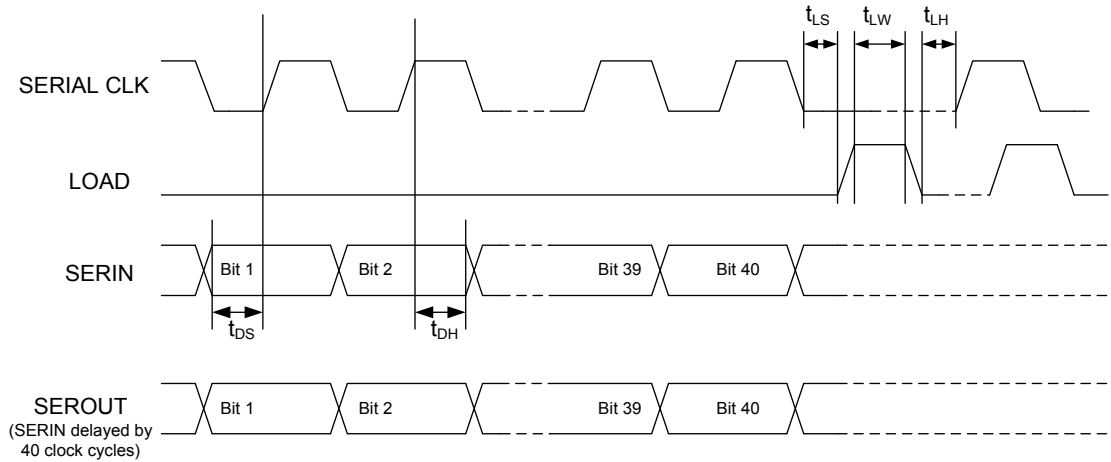 tLS tLW tLH
SERIAL CLK
LOAD
SERIN Bit 1 Bit 2 Bit 39 Bit 40
tDS tDH
SEROUT Bit 1 Bit 2 Bit 39 Bit 40
(SERIN delayed by
40 clock cycles)